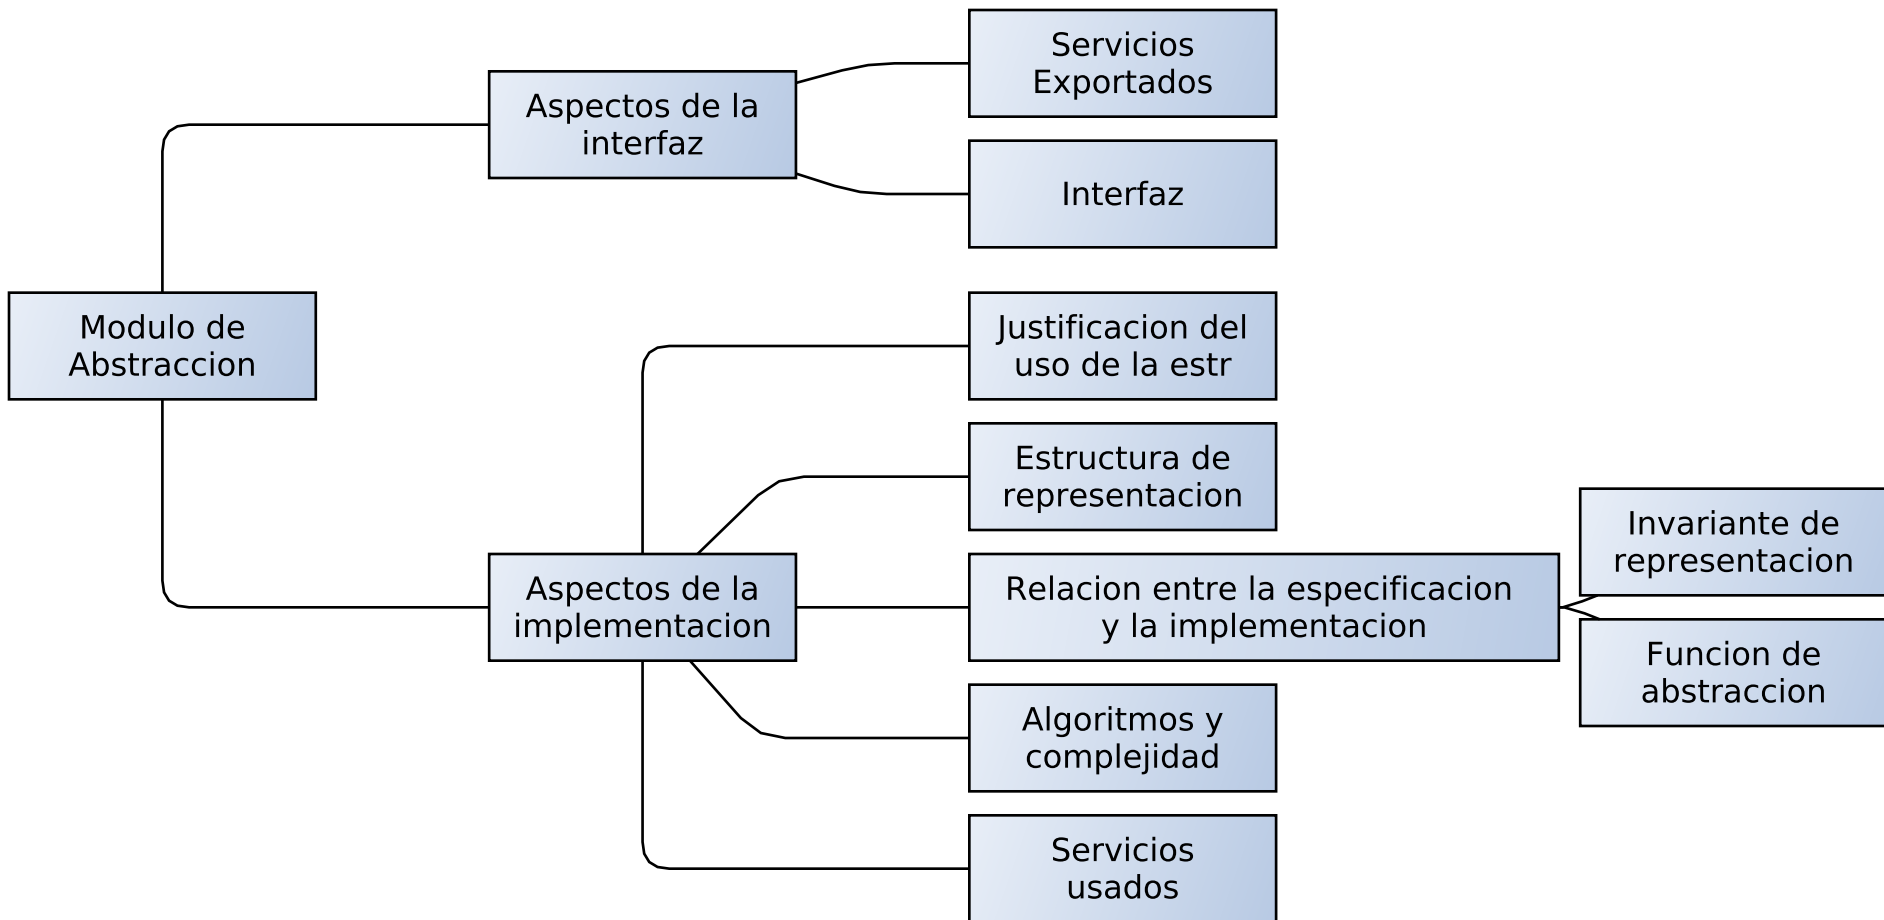 Servicios
Exportados
Aspectos de la
interfaz
Interfaz
Modulo de
Abstraccion
Justificacion del
uso de la estr
Estructura de
representacion
Aspectos de la
implementacion
Relacion entre la especificacion
y la implementacion
Invariante de
representacion
Funcion de
abstraccion
Algoritmos y
complejidad
Servicios
usados